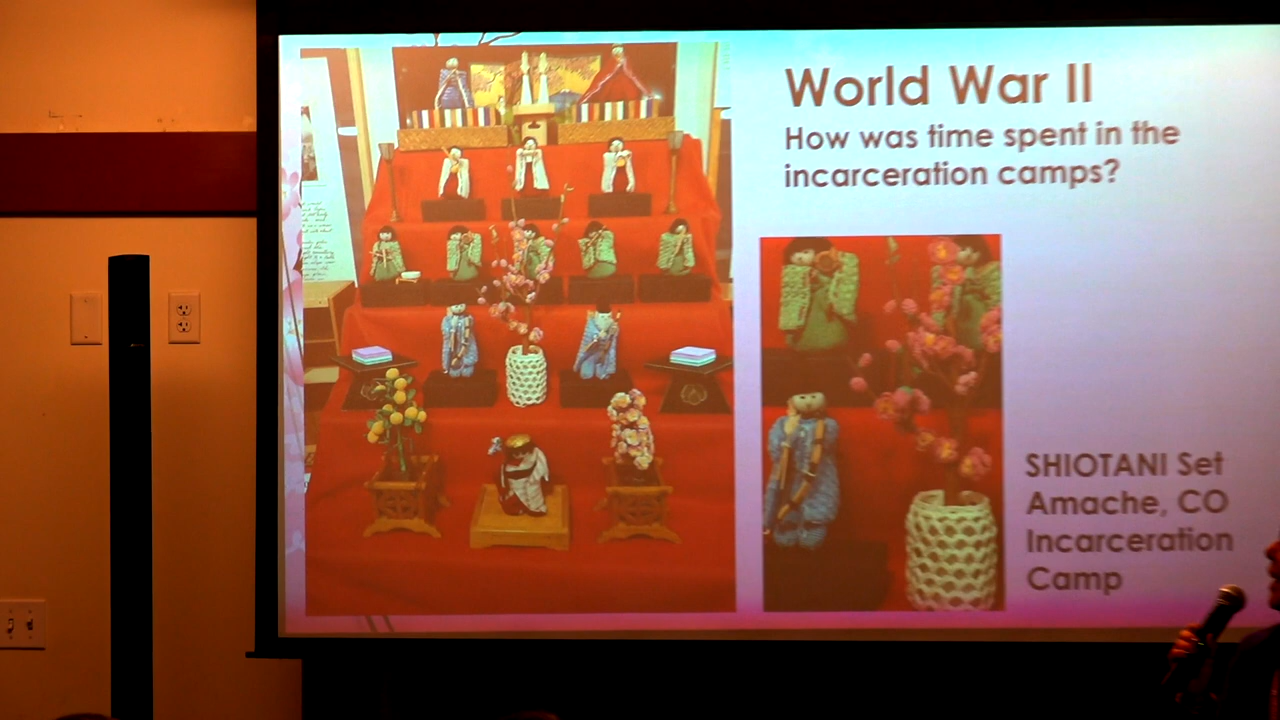 World War II
How was time spent in the
incarceration camps?
SHIOTANI Set
Amache, CO
Incarceration
Camp